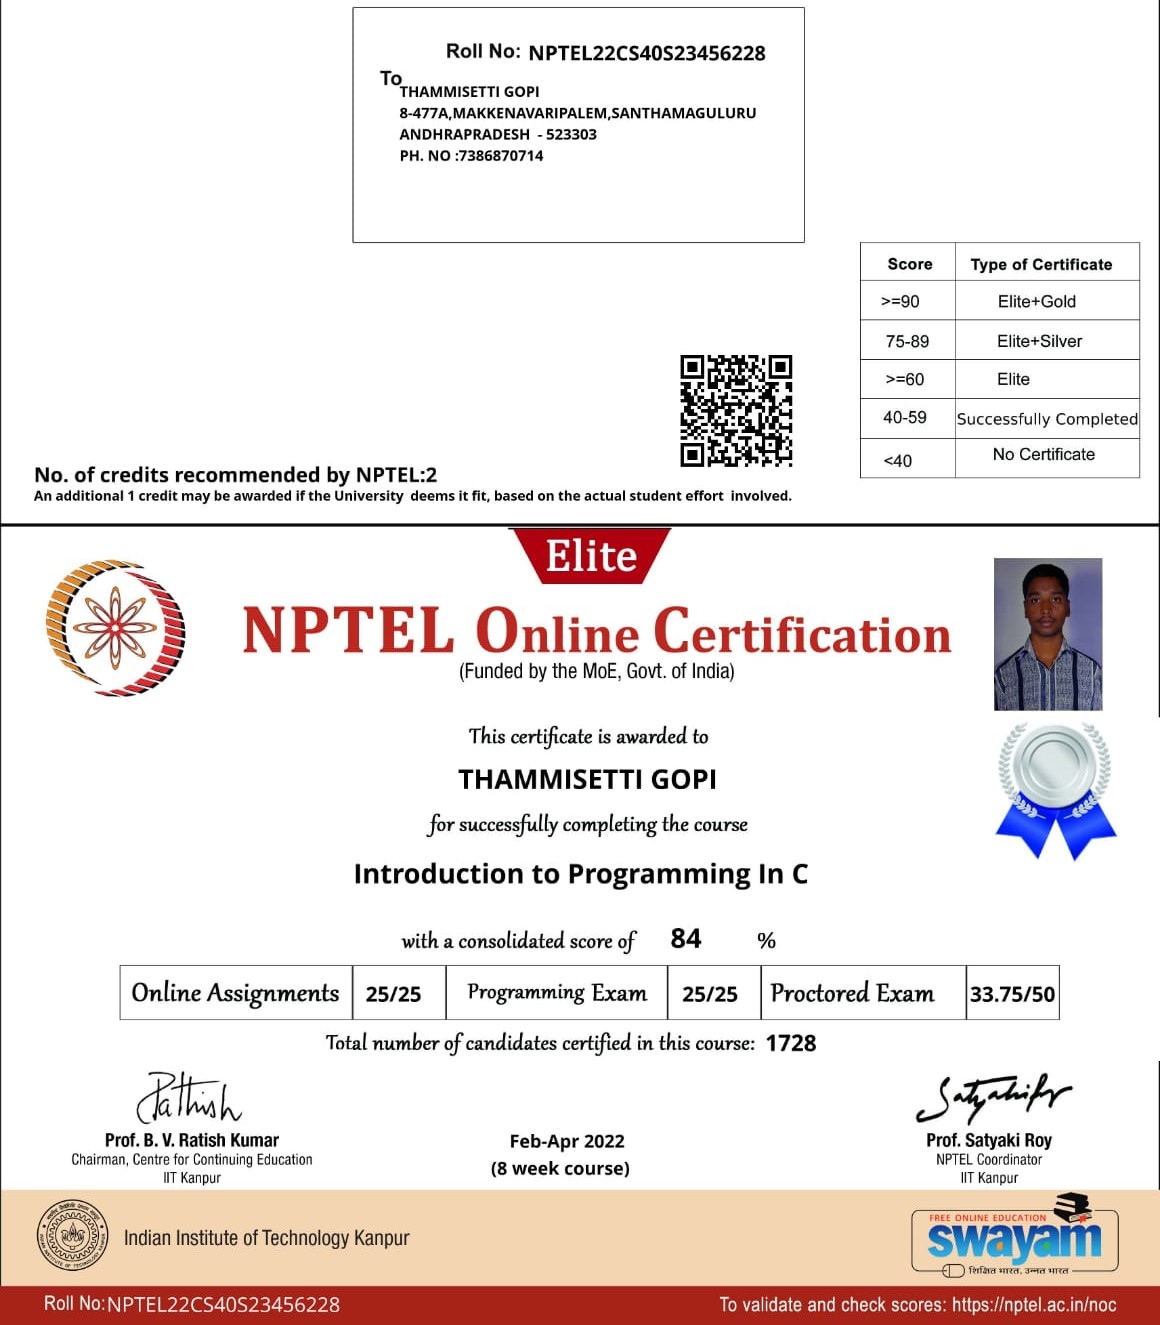 Roll No: NPTEL22CS40S23456228
To
THAMMISETTI GOPI
8-477A,MAKKENAVARIPALEM,SANTHAMAGULURU
ANDHRAPRADESH - 523303
PH. NO :7386870714
Score Type of Certificate
>=90 Elite+Gold
75-89 Elite+Silver
>=60 Elite
40-59 Successfully Completed
<40 No Certificate
No. of credits recommended by NPTEL:2
An additional 1 credit may be awarded if the University deems it fit, based on the actual student effort involved.
Elite
NPTEL Online Certification
(Funded by the MoE, Govt. of India)
This certificate is awarded to
THAMMISETTI GOPI
for successfully completing the course
Introduction to Programming In C
with a consolidated score of 84 %
Online Assignments 25/25 Programming Exam 25/25 Proctored Exam 33.75/50
Total number of candidates certified in this course: 1728
Prof. B. V. Ratish Kumar
Chairman, Centre for Continuing Education
IIT Kanpur
Feb-Apr 2022
(8 week course)
Prof. Satyaki Roy
NPTEL Coordinator
IIT Kanpur
Indian Institute of Technology Kanpur
FREE ONLINE EDUCATION
swayam
शिक्षित भारत, उन्नत भारत
Roll No:NPTEL22CS40S23456228
To validate and check scores: https://nptel.ac.in/noc